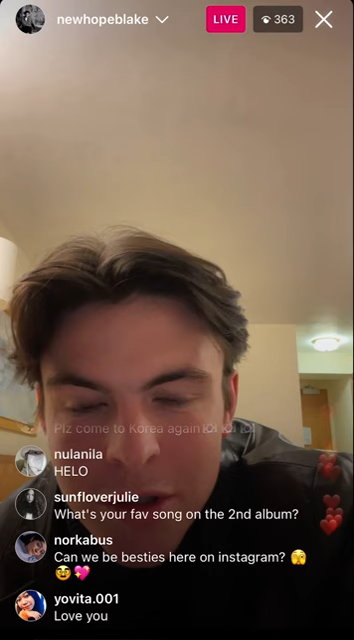 newhopeblake
LIVE
363
Plz come to Korea again
nulanila
HELO
sunfloverjulie
What's your fav song on the 2nd album?
norkabus
Can we be besties here on instagram? 🫣
🥸💖
yovita.001
Love you